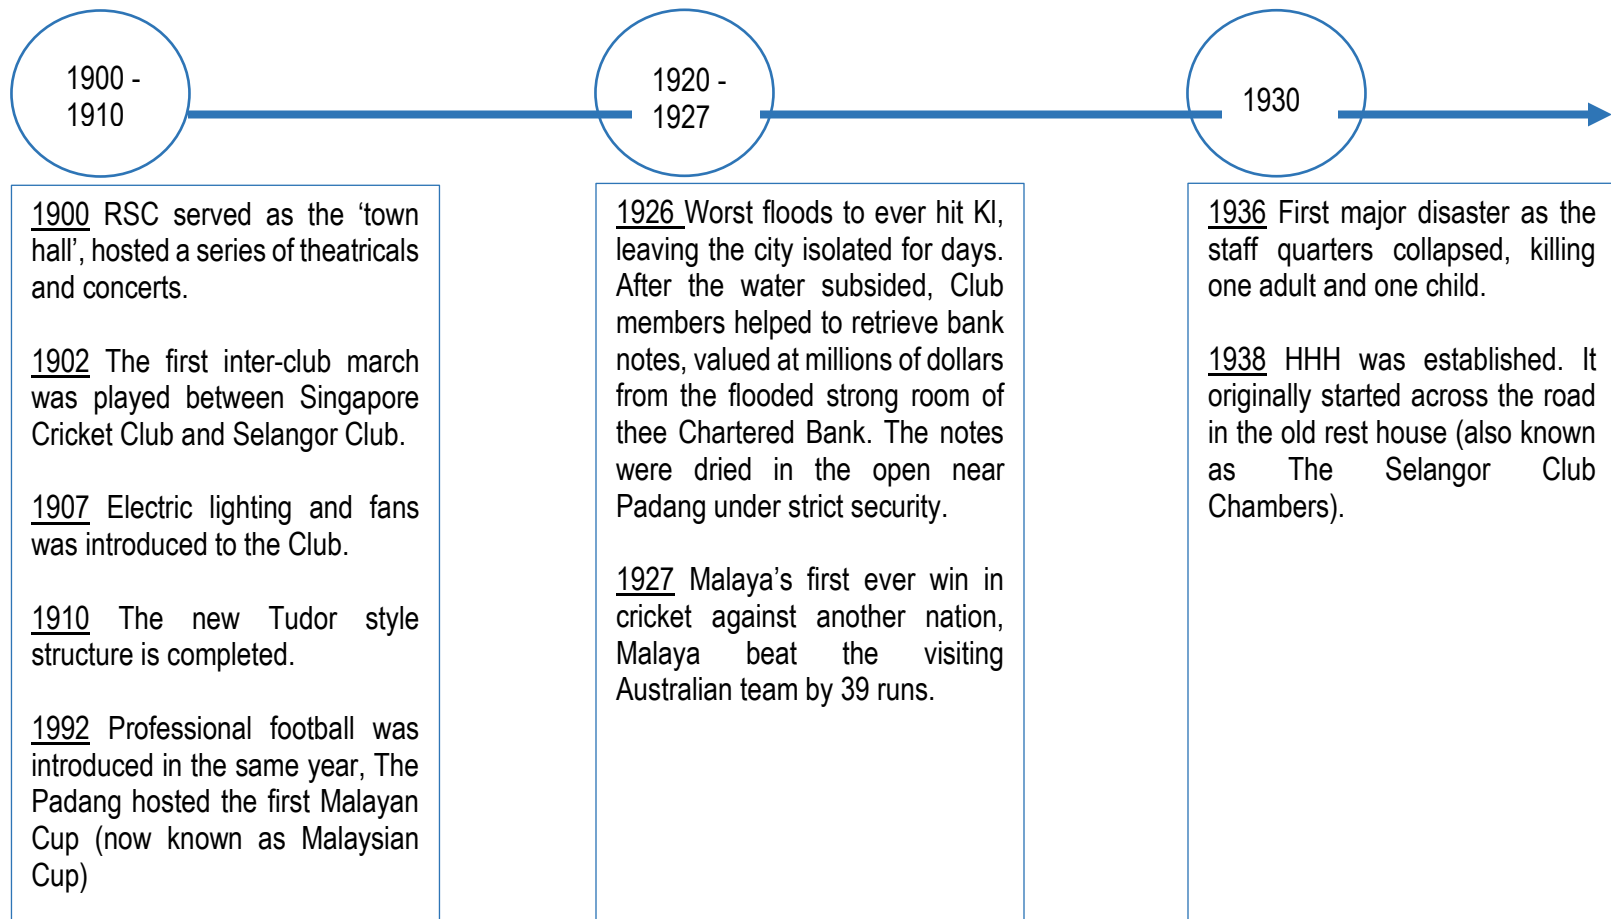 1900 -
1910
1920 -
1927
1930
1900 RSC served as the ‘town
hall’, hosted a series of theatricals
and concerts.
1902 The first inter-club march
was played between Singapore
Cricket Club and Selangor Club.
1907 Electric lighting and fans
was introduced to the Club.
1910 The new Tudor style
structure is completed.
1992 Professional football was
introduced in the same year, The
Padang hosted the first Malayan
Cup (now known as Malaysian
Cup)
1926 Worst floods to ever hit Kl,
leaving the city isolated for days.
After the water subsided, Club
members helped to retrieve bank
notes, valued at millions of dollars
from the flooded strong room of
thee Chartered Bank. The notes
were dried in the open near
Padang under strict security.
1927 Malaya’s first ever win in
cricket against another nation,
Malaya beat the visiting
Australian team by 39 runs.
1936 First major disaster as the
staff quarters collapsed, killing
one adult and one child.
1938 HHH was established. It
originally started across the road
in the old rest house (also known
as The Selangor Club
Chambers).